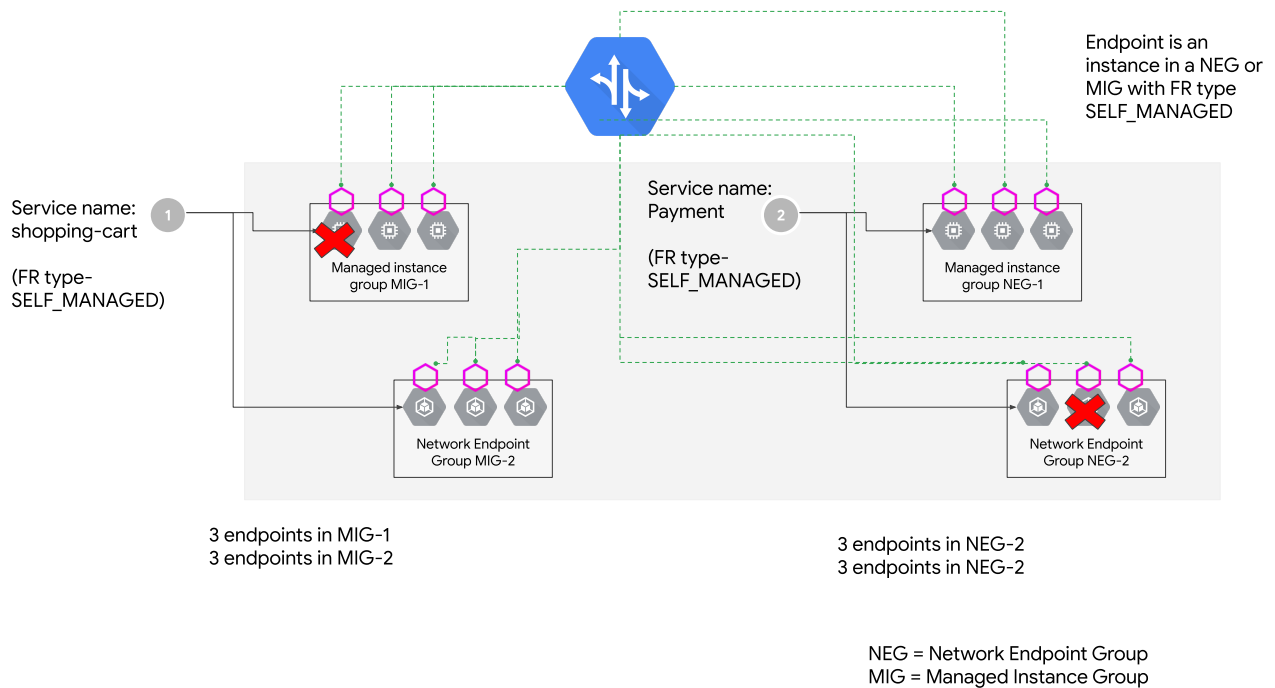 Endpoint is an
instance in a NEG or
MIG with FR type
SELF_MANAGED
Service name:
shopping-cart
(FR type-
SELF_MANAGED)
1
Managed instance
group MIG-1
Network Endpoint
Group MIG-2
Service name:
Payment
(FR type-
SELF_MANAGED)
2
Managed instance
group NEG-1
Network Endpoint
Group NEG-2
3 endpoints in MIG-1
3 endpoints in MIG-2
3 endpoints in NEG-2
3 endpoints in NEG-2
NEG = Network Endpoint Group
MIG = Managed Instance Group